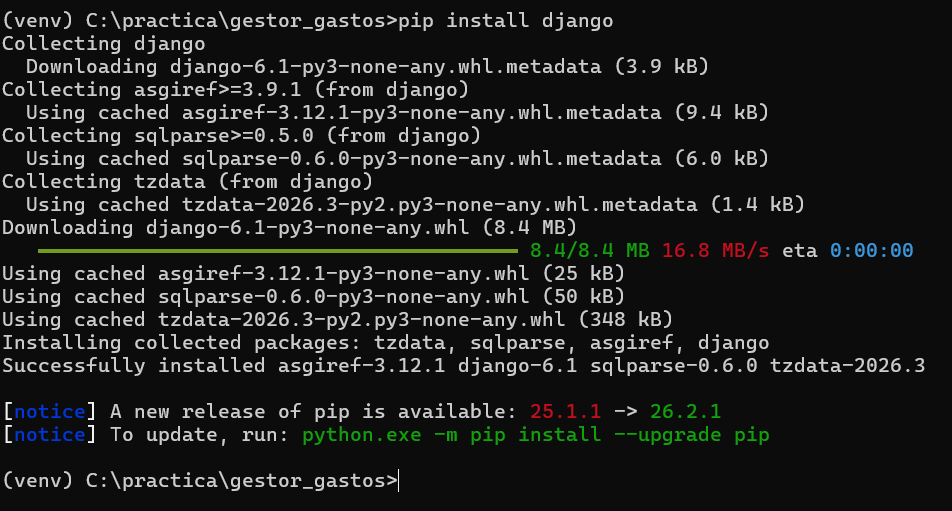 (venv) C:\practica\gestor_gastos>pip install django
Collecting django
  Downloading django-6.1-py3-none-any.whl.metadata (3.9 kB)
Collecting asgiref>=3.9.1 (from django)
  Using cached asgiref-3.12.1-py3-none-any.whl.metadata (9.4 kB)
Collecting sqlparse>=0.5.0 (from django)
  Using cached sqlparse-0.6.0-py3-none-any.whl.metadata (6.0 kB)
Collecting tzdata (from django)
  Using cached tzdata-2026.3-py2.py3-none-any.whl.metadata (1.4 kB)
Downloading django-6.1-py3-none-any.whl (8.4 MB)
8.4/8.4 MB 16.8 MB/s eta 0:00:00
Using cached asgiref-3.12.1-py3-none-any.whl (25 kB)
Using cached sqlparse-0.6.0-py3-none-any.whl (50 kB)
Using cached tzdata-2026.3-py2.py3-none-any.whl (348 kB)
Installing collected packages: tzdata, sqlparse, asgiref, django
Successfully installed asgiref-3.12.1 django-6.1 sqlparse-0.6.0 tzdata-2026.3

[notice] A new release of pip is available: 25.1.1 -> 26.2.1
[notice] To update, run: python.exe -m pip install --upgrade pip

(venv) C:\practica\gestor_gastos>